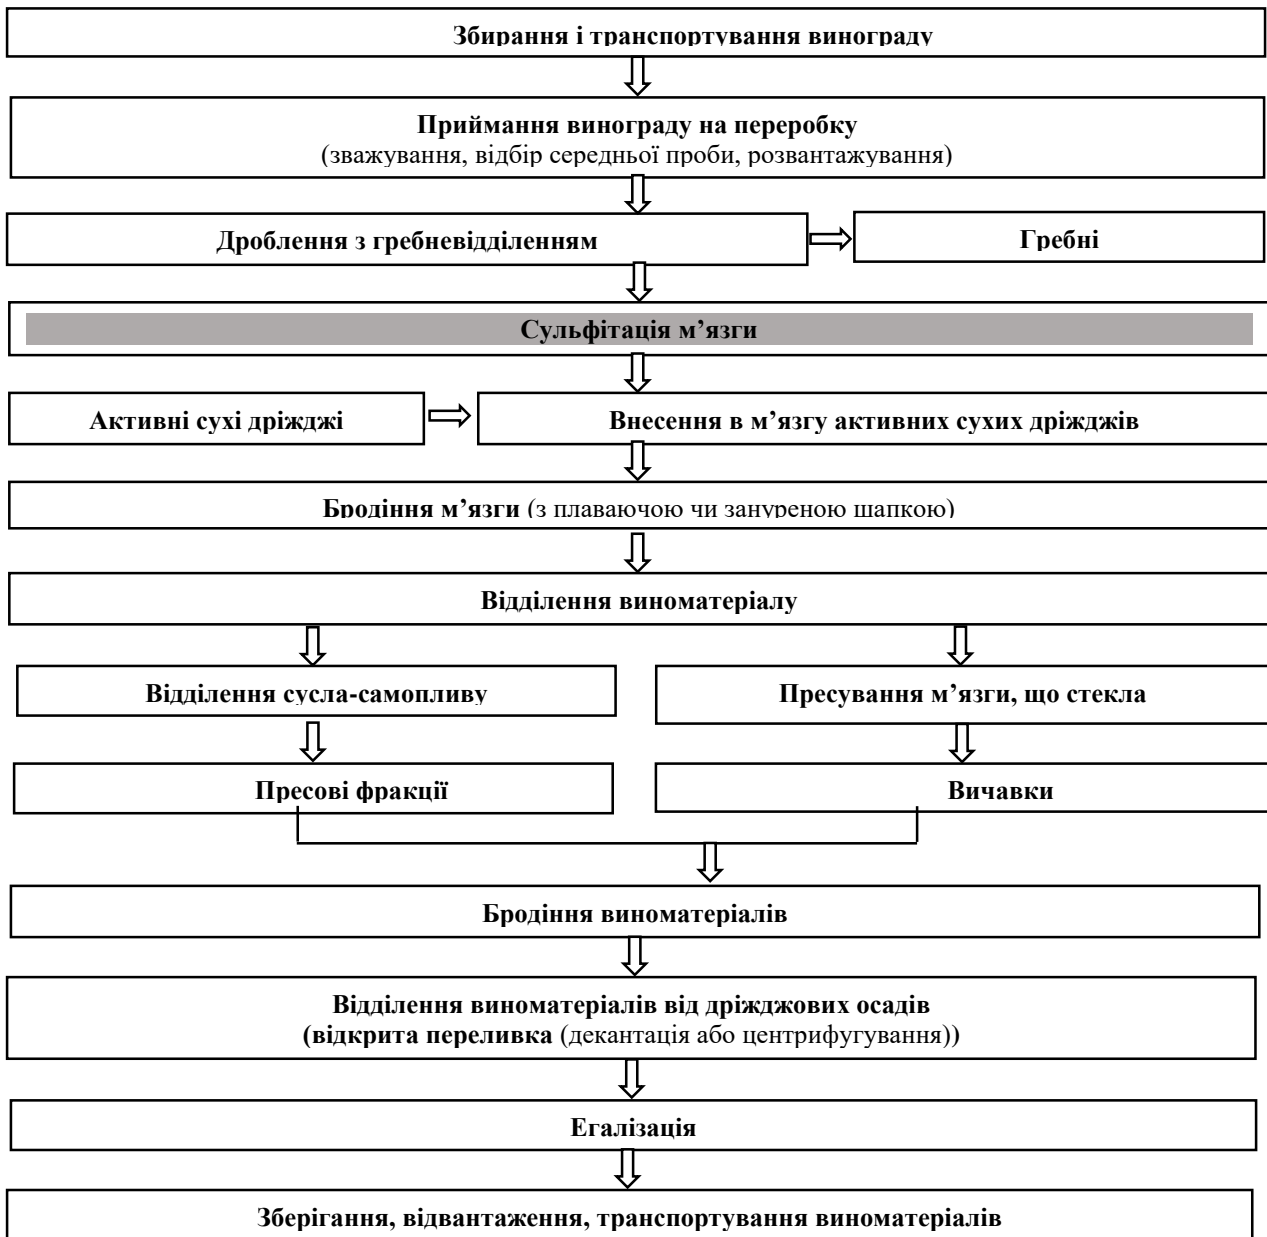 Збирання і транспортування винограду
Приймання винограду на переробку
(зважування, відбір середньої проби, розвантажування)
Дроблення з гребневідділенням
Гребні
Сульфітація м’язги
Активні сухі дріжджі
Внесення в м’язгу активних сухих дріжджів
Бродіння м’язги (з плаваючою чи зануреною шапкою)
Відділення виноматеріалу
Відділення сусла-самопливу
Пресування м’язги, що стекла
Пресові фракції
Вичавки
Бродіння виноматеріалів
Відділення виноматеріалів від дріжджових осадів
(відкрита переливка (декантація або центрифугування))
Егалізація
Зберігання, відвантаження, транспортування виноматеріалів